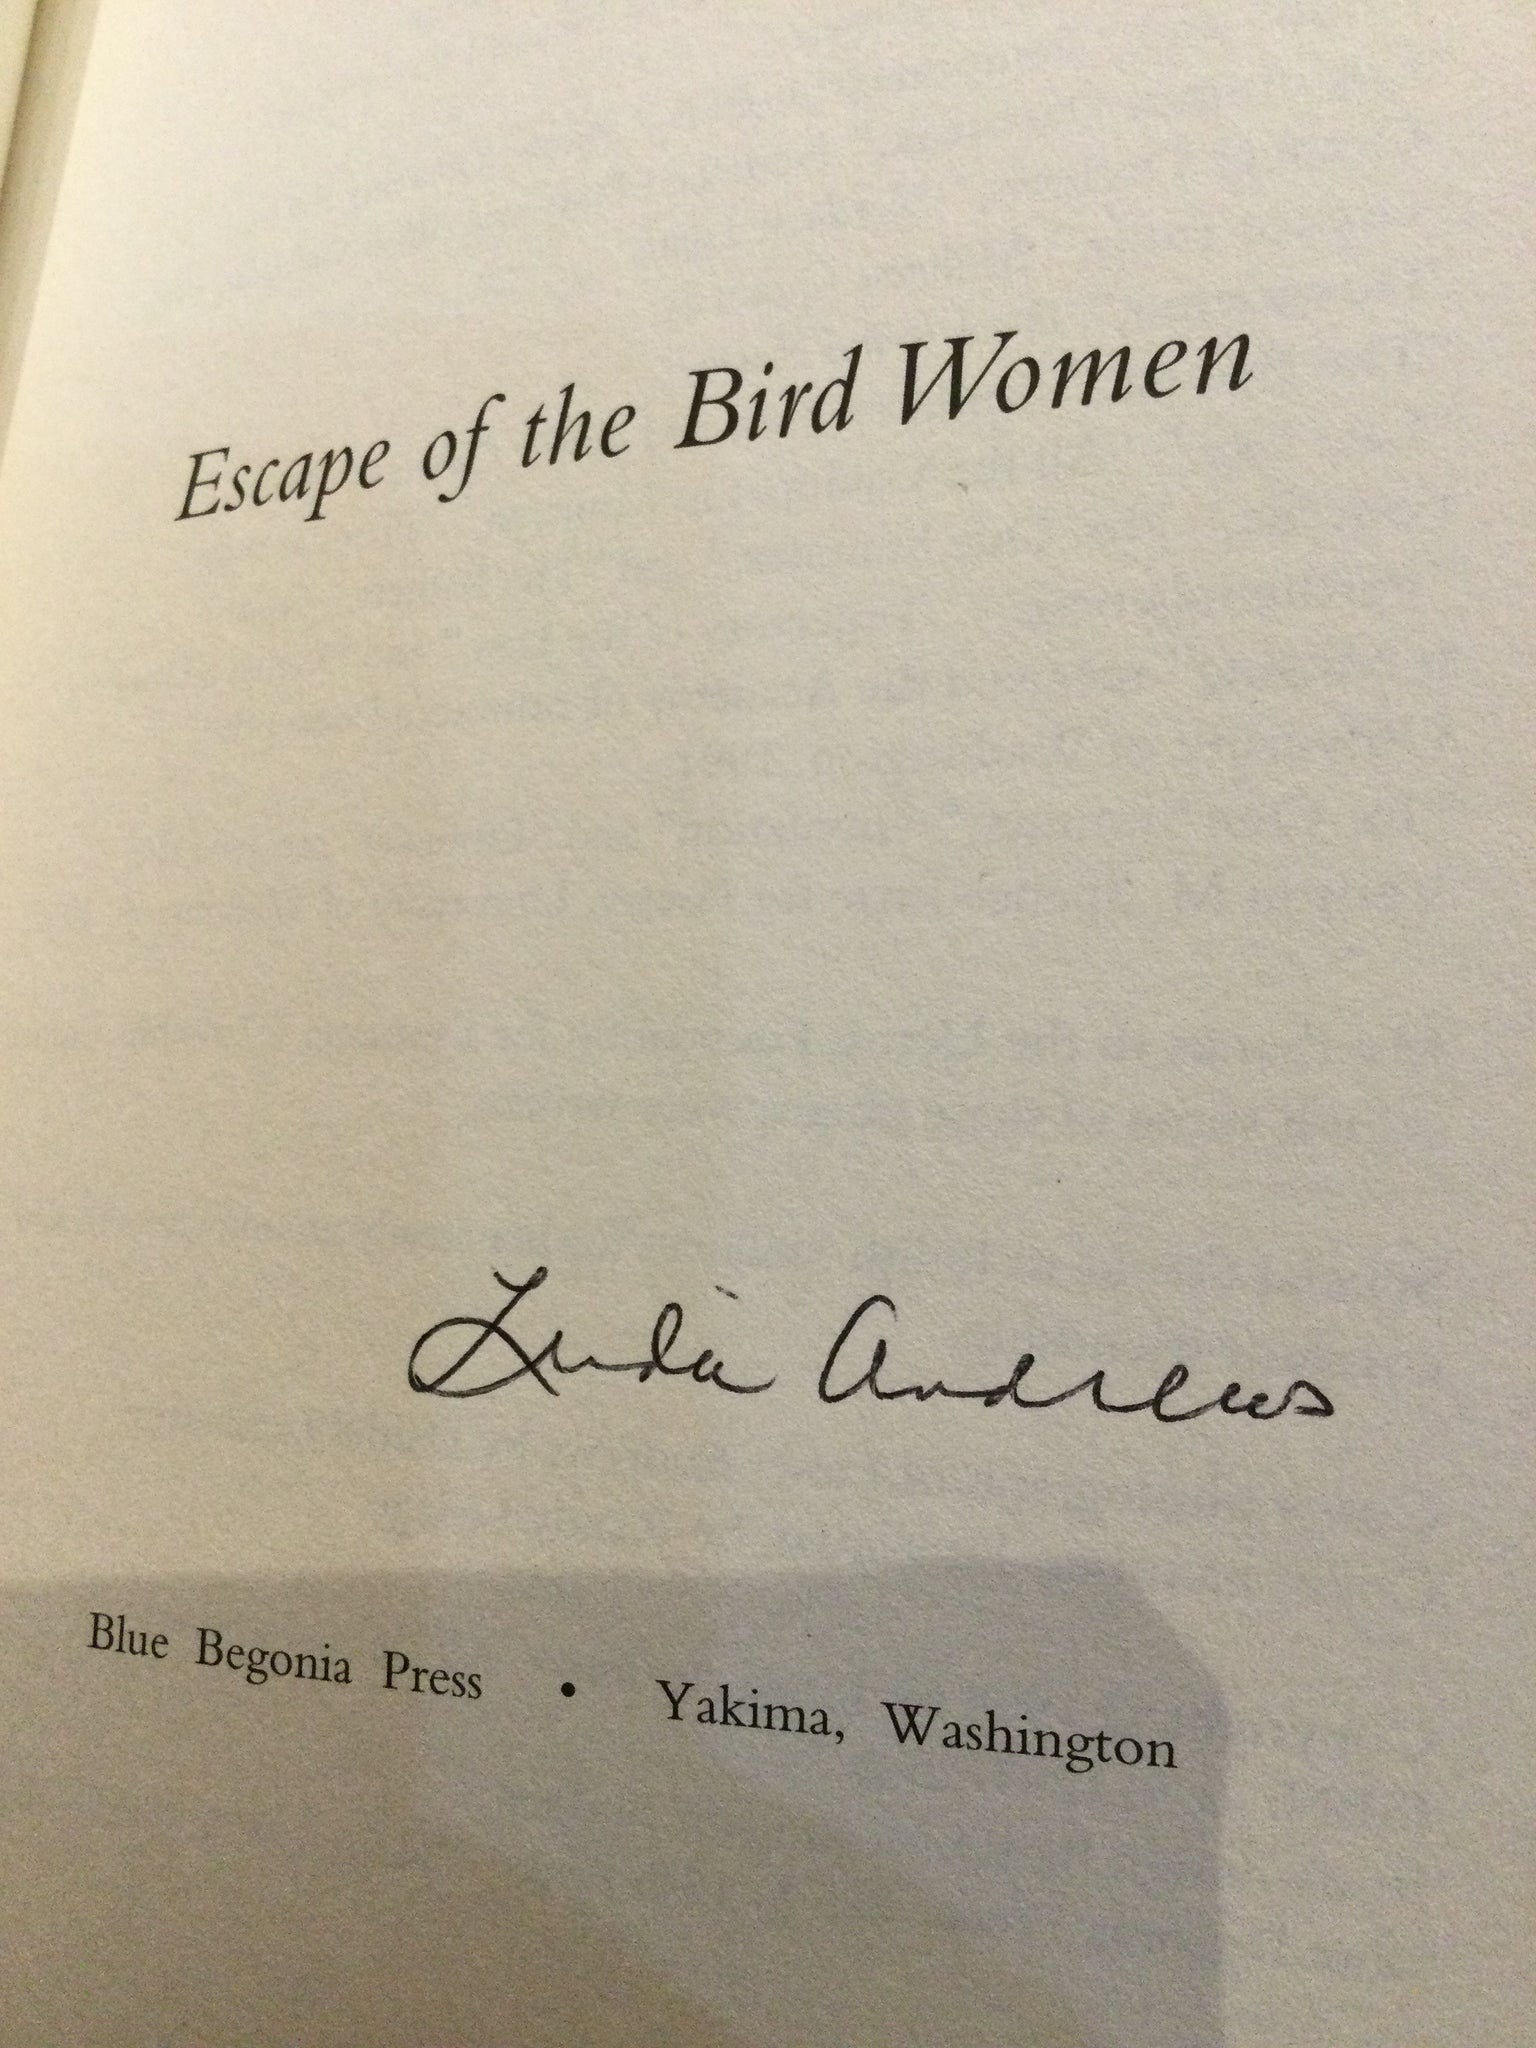 Escape of the Bird Women
Linda Andrews
Blue Begonia Press • Yakima, Washington